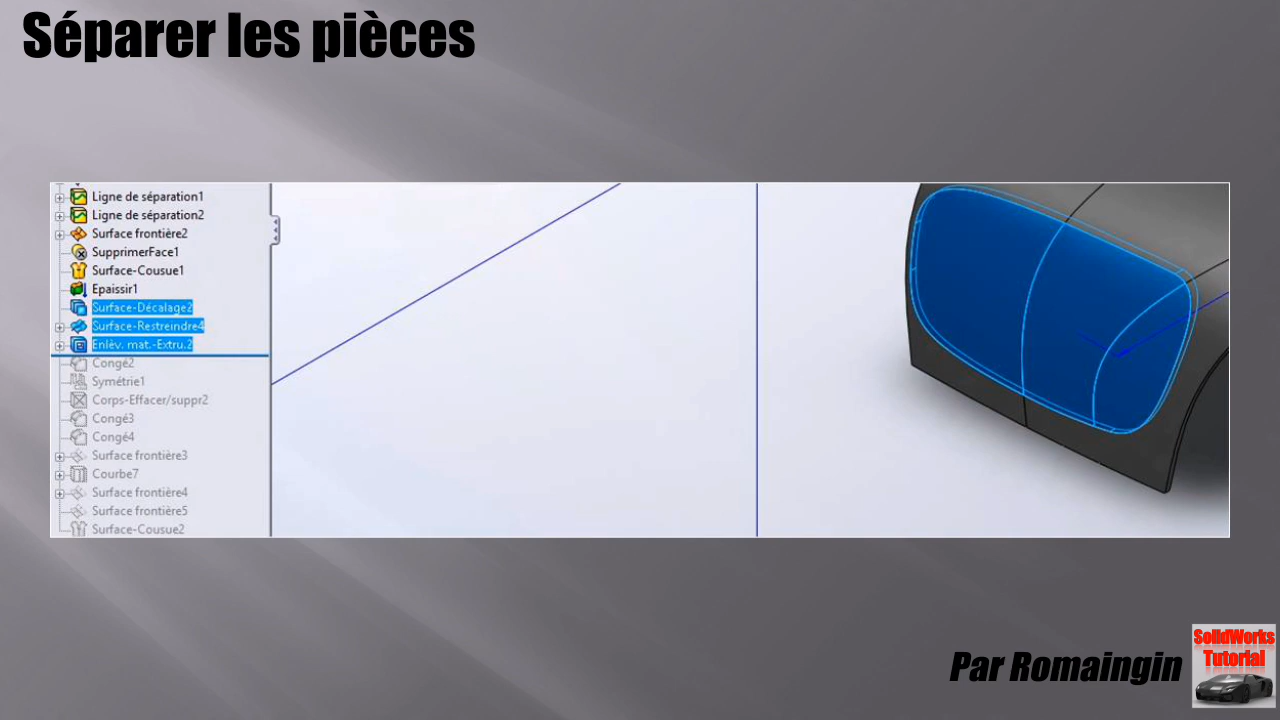 Séparer les pièces
Ligne de séparation1
Ligne de séparation2
Surface frontière2
SupprimerFace1
Surface-Cousue1
Epaissir1
Surface-Décalage2
Surface-Restreindre4
Enlèv. mat.-Extru.2
Congé2
Symétrie1
Corps-Effacer/suppr2
Congé3
Congé4
Surface frontière3
Courbe7
Surface frontière4
Surface frontière5
Surface-Cousue2
Par Romaingin
SolidWorks
Tutorial